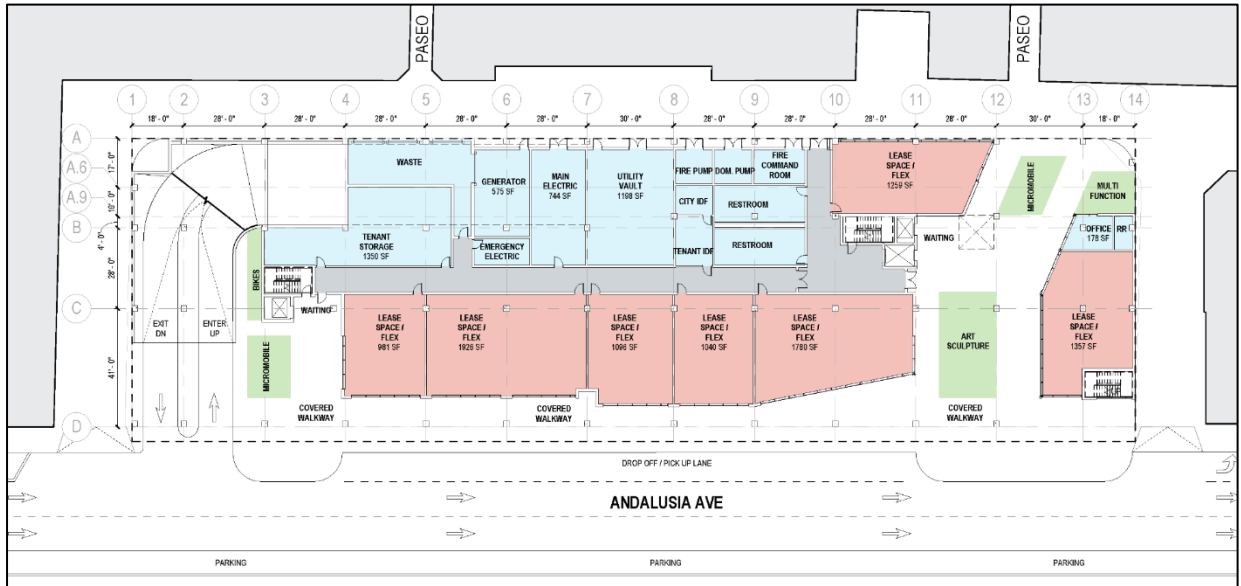 PASEO
PASEO
1 2 3 4 5 6 7 8 9 10 11 12 13 14
18' - 0" 28' - 0" 28' - 0" 28' - 0" 28' - 0" 28' - 0" 30' - 0" 28' - 0" 28' - 0" 28' - 0" 28' - 0" 30' - 0" 18' - 0"
A
17' - 0"
A.6
10' - 0"
A.9
4' - 0"
B
28' - 0"
C
41' - 0"
D
WASTE
GENERATOR
575 SF
MAIN
ELECTRIC
744 SF
UTILITY
VAULT
1198 SF
FIRE PUMP
DOM. PUMP
FIRE
COMMAND
ROOM
LEASE
SPACE /
FLEX
1259 SF
MICROMOBILE
MULTI
FUNCTION
CITY IDF
RESTROOM
TENANT
STORAGE
1350 SF
EMERGENCY
ELECTRIC
TENANT IDF
RESTROOM
WAITING
OFFICE
178 SF
RR
BIKES
WAITING
EXIT
DN
ENTER
UP
LEASE
SPACE /
FLEX
981 SF
LEASE
SPACE /
FLEX
1926 SF
LEASE
SPACE /
FLEX
1096 SF
LEASE
SPACE /
FLEX
1040 SF
LEASE
SPACE /
FLEX
1780 SF
ART
SCULPTURE
LEASE
SPACE /
FLEX
1357 SF
MICROMOBILE
COVERED
WALKWAY
COVERED
WALKWAY
COVERED
WALKWAY
DROP OFF / PICK UP LANE
ANDALUSIA AVE
PARKING
PARKING
PARKING